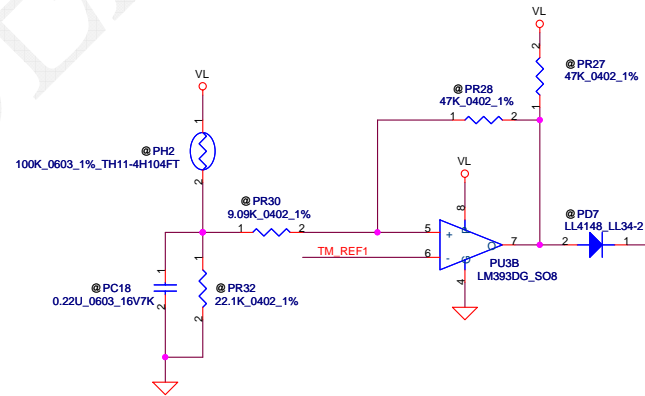 VL
2
@PR27
47K_0402_1%
1
@PR28
47K_0402_1%
1
2
VL
1
@PH2
100K_0603_1%_TH11-4H104FT
2
VL
8
@PR30
9.09K_0402_1%
1
2
5
+
P
O
7
6
-
G
TM_REF1
PU3B
LM393DG_SO8
4
@PD7
LL4148_LL34-2
2
1
1
@PC18
0.22U_0603_16V7K
2
1
@PR32
22.1K_0402_1%
2